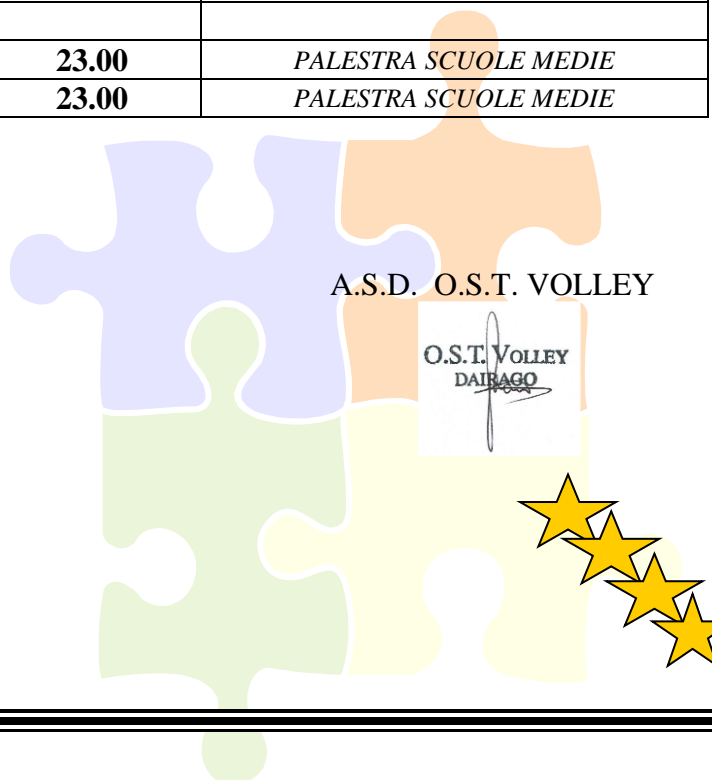 23.00 PALESTRA SCUOLE MEDIE
23.00 PALESTRA SCUOLE MEDIE
A.S.D. O.S.T. VOLLEY
O.S.T. VOLLEY
DAIRAGO